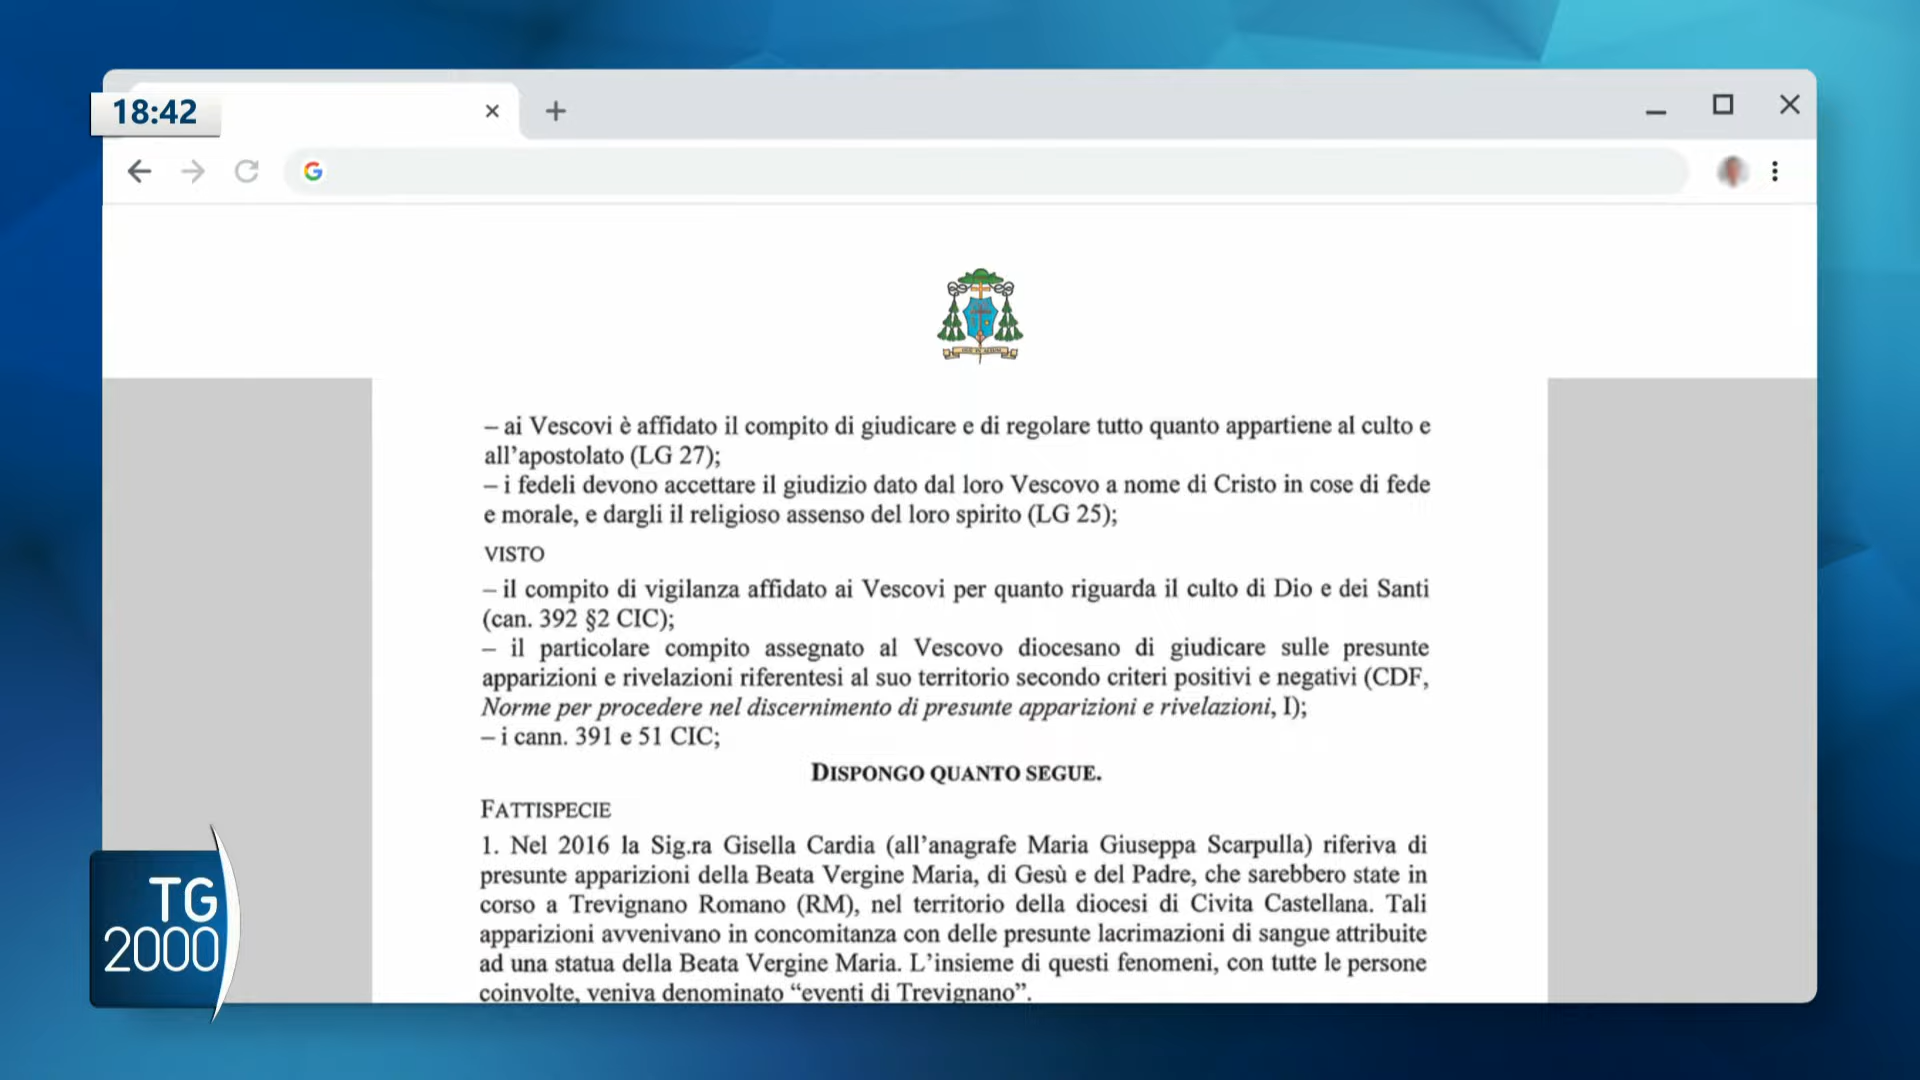 18:42
– ai Vescovi è affidato il compito di giudicare e di regolare tutto quanto appartiene al culto e
all’apostolato (LG 27);
– i fedeli devono accettare il giudizio dato dal loro Vescovo a nome di Cristo in cose di fede
e morale, e dargli il religioso assenso del loro spirito (LG 25);
VISTO
– il compito di vigilanza affidato ai Vescovi per quanto riguarda il culto di Dio e dei Santi
(can. 392 §2 CIC);
– il particolare compito assegnato al Vescovo diocesano di giudicare sulle presunte
apparizioni e rivelazioni riferentesi al suo territorio secondo criteri positivi e negativi (CDF,
Norme per procedere nel discernimento di presunte apparizioni e rivelazioni, I);
– i cann. 391 e 51 CIC;
DISPONGO QUANTO SEGUE.
FATTISPECIE
1. Nel 2016 la Sig.ra Gisella Cardia (all’anagrafe Maria Giuseppa Scarpulla) riferiva di
presunte apparizioni della Beata Vergine Maria, di Gesù e del Padre, che sarebbero state in
corso a Trevignano Romano (RM), nel territorio della diocesi di Civita Castellana. Tali
apparizioni avvenivano in concomitanza con delle presunte lacrimazioni di sangue attribuite
ad una statua della Beata Vergine Maria. L’insieme di questi fenomeni, con tutte le persone
coinvolte, veniva denominato “eventi di Trevignano”.
TG
2000